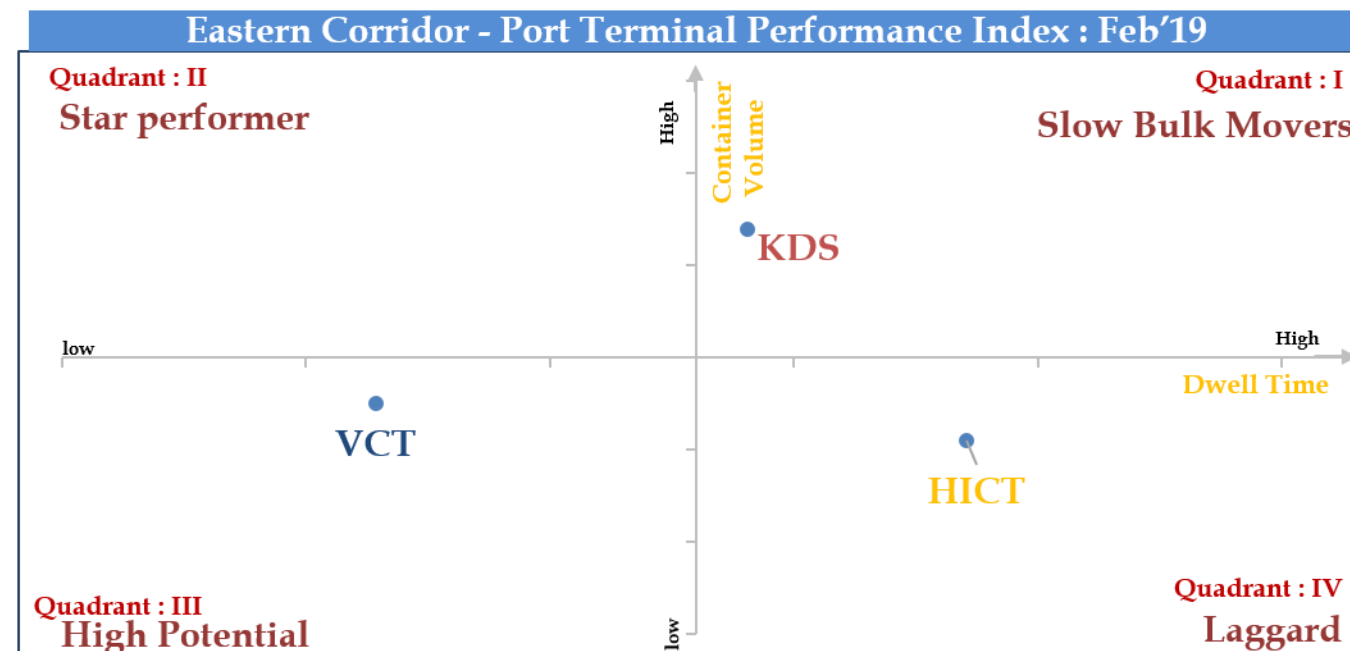 Eastern Corridor - Port Terminal Performance Index : Feb’19
Quadrant : II
Star performer
High
Container
Volume
Quadrant : I
Slow Bulk Movers
KDS
low
High
Dwell Time
VCT
HICT
Quadrant : III
High Potential
low
Quadrant : IV
Laggard